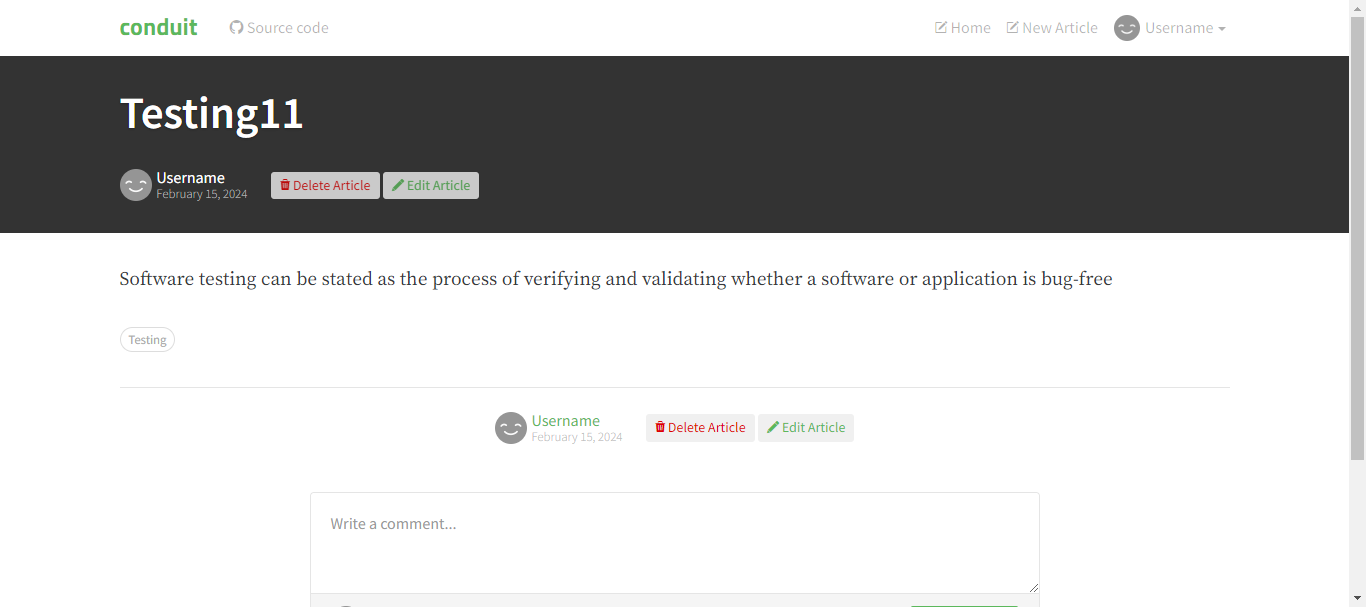 conduit Source code Home New Article Username
Testing11
Username
February 15, 2024
Delete Article Edit Article
Software testing can be stated as the process of verifying and validating whether a software or application is bug-free
Testing
Username
February 15, 2024
Delete Article Edit Article
Write a comment...